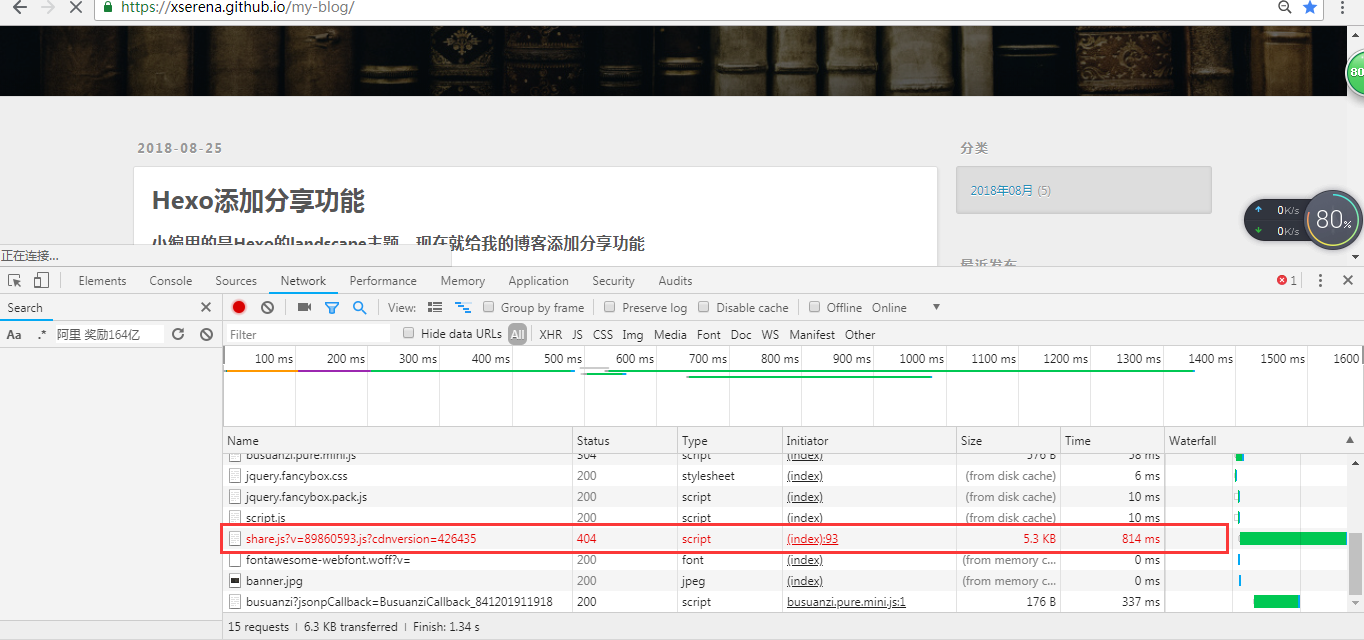 https://xserena.github.io/my-blog/
80
2018-08-25
分类
Hexo添加分享功能
2018年08月 (5)
0K/s
80%
0K/s
小编用的是Hexo的landscape主题，现在就给我的博客添加分享功能
正在连接...
最近发布
Elements Console Sources Network Performance Memory Application Security Audits 1
Search View: Group by frame Preserve log Disable cache Offline Online
Aa .* 阿里 奖励164亿 Filter Hide data URLs All XHR JS CSS Img Media Font Doc WS Manifest Other
100 ms 200 ms 300 ms 400 ms 500 ms 600 ms 700 ms 800 ms 900 ms 1000 ms 1100 ms 1200 ms 1300 ms 1400 ms 1500 ms 1600
Name Status Type Initiator Size Time Waterfall
busuanzi.pure.mini.js 304 script (index) 576 B 58 ms
jquery.fancybox.css 200 stylesheet (index) (from disk cache) 6 ms
jquery.fancybox.pack.js 200 script (index) (from disk cache) 10 ms
script.js 200 script (index) (from disk cache) 10 ms
share.js?v=89860593.js?cdnversion=426435 404 script (index):93 5.3 KB 814 ms
fontawesome-webfont.woff?v= 200 font (index) (from memory c... 0 ms
banner.jpg 200 jpeg (index) (from memory c... 0 ms
busuanzi?jsonpCallback=BusuanziCallback_841201911918 200 script busuanzi.pure.mini.js:1 176 B 337 ms
15 requests | 6.3 KB transferred | Finish: 1.34 s